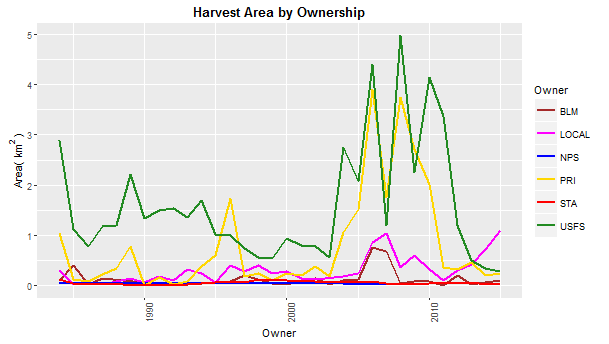 Harvest Area by Ownership
Area( km²)
5
4
3
2
1
0
1990
2000
2010
Owner
Owner
BLM
LOCAL
NPS
PRI
STA
USFS